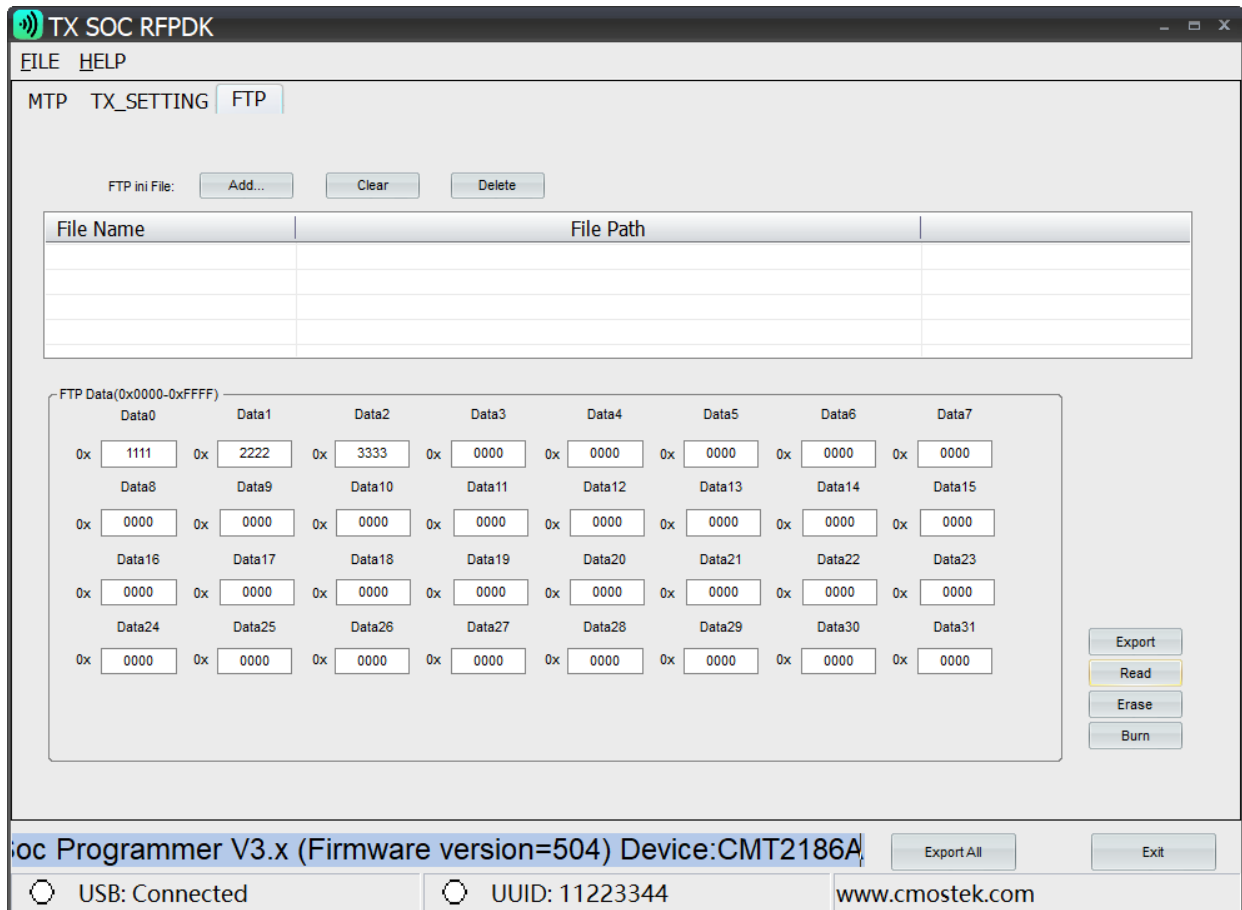 TX SOC RFPDK
FILE HELP
MTP TX_SETTING FTP
FTP ini File: Add... Clear Delete
File Name File Path
FTP Data(0x0000-0xFFFF)
Data0 Data1 Data2 Data3 Data4 Data5 Data6 Data7
0x 1111 0x 2222 0x 3333 0x 0000 0x 0000 0x 0000 0x 0000 0x 0000
Data8 Data9 Data10 Data11 Data12 Data13 Data14 Data15
0x 0000 0x 0000 0x 0000 0x 0000 0x 0000 0x 0000 0x 0000 0x 0000
Data16 Data17 Data18 Data19 Data20 Data21 Data22 Data23
0x 0000 0x 0000 0x 0000 0x 0000 0x 0000 0x 0000 0x 0000 0x 0000
Data24 Data25 Data26 Data27 Data28 Data29 Data30 Data31
0x 0000 0x 0000 0x 0000 0x 0000 0x 0000 0x 0000 0x 0000 0x 0000
Export
Read
Erase
Burn
oc Programmer V3.x (Firmware version=504) Device:CMT2186A Export All Exit
USB: Connected UUID: 11223344 www.cmostek.com